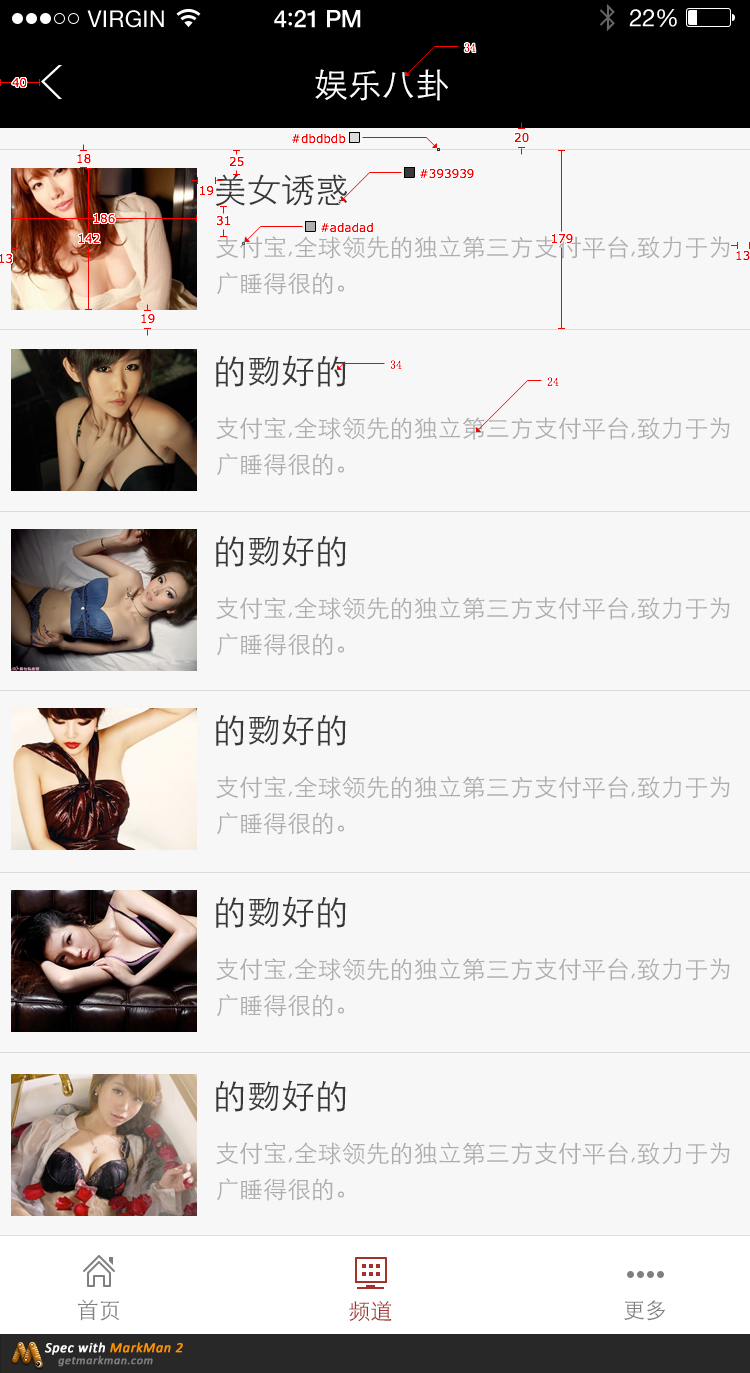 VIRGIN 4:21 PM 22%
34
40
娱乐八卦
#dbdbdb
20
18
25
#393939
19
美女诱惑
186
31
#adadad
142
179
支付宝,全球领先的独立第三方支付平台,致力于为
13
13
广睡得很的。
19
的覅好的
34
24
支付宝,全球领先的独立第三方支付平台,致力于为
广睡得很的。
的覅好的
支付宝,全球领先的独立第三方支付平台,致力于为
广睡得很的。
的覅好的
支付宝,全球领先的独立第三方支付平台,致力于为
广睡得很的。
的覅好的
支付宝,全球领先的独立第三方支付平台,致力于为
广睡得很的。
的覅好的
支付宝,全球领先的独立第三方支付平台,致力于为
广睡得很的。
首页 频道 更多
Spec with MarkMan 2
getmarkman.com